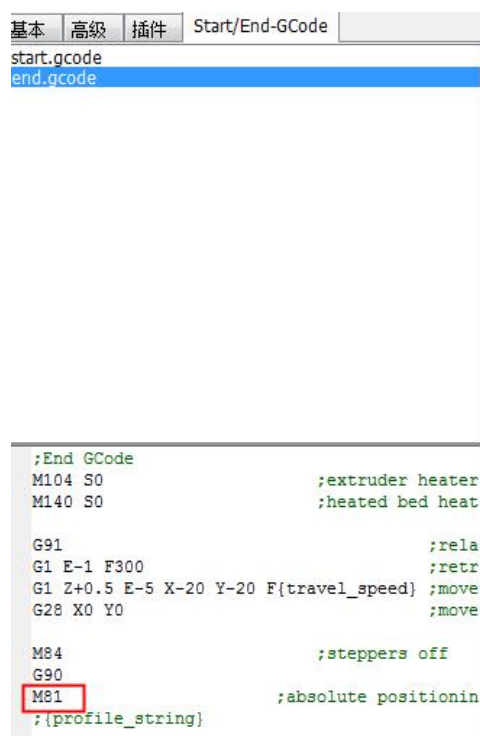 基本 高级 插件 Start/End-GCode
start.gcode
end.gcode
;End GCode
M104 S0 ;extruder heater
M140 S0 ;heated bed heat
G91 ;rela
G1 E-1 F300 ;retr
G1 Z+0.5 E-5 X-20 Y-20 F{travel_speed} ;move
G28 X0 Y0 ;move
M84 ;steppers off
G90
M81 ;absolute positionin
;{profile_string}